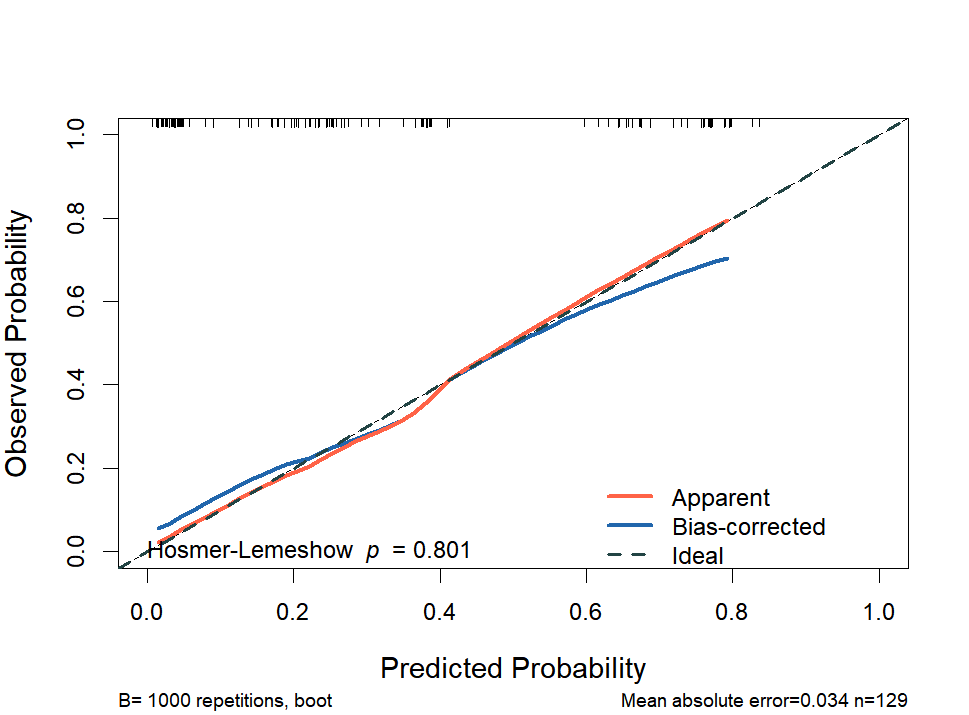 Observed Probability
1.0
0.8
0.6
0.4
0.2
0.0
Apparent
Bias-corrected
Ideal
Hosmer-Lemeshow p = 0.801
0.0 0.2 0.4 0.6 0.8 1.0
Predicted Probability
B= 1000 repetitions, boot
Mean absolute error=0.034 n=129